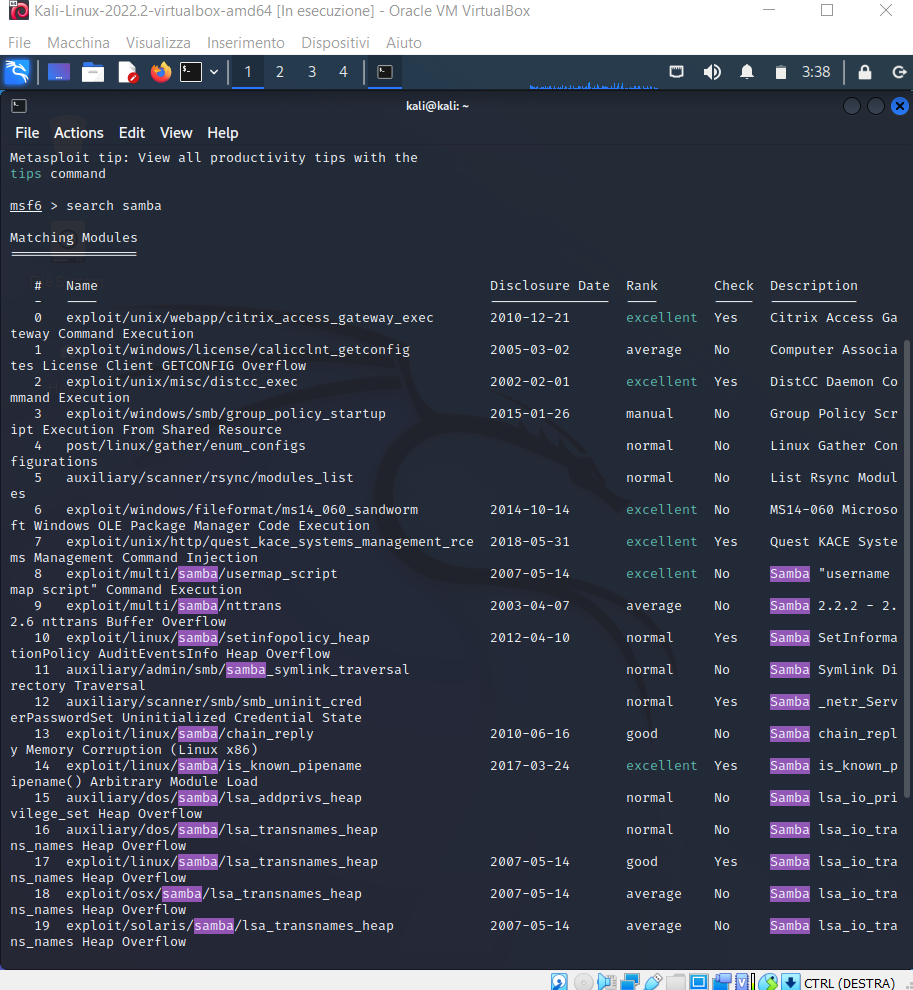 Kali-Linux-2022.2-virtualbox-amd64 [In esecuzione] - Oracle VM VirtualBox
File Macchina Visualizza Inserimento Dispositivi Aiuto
1 2 3 4 3:38
kali@kali: ~
File Actions Edit View Help
Metasploit tip: View all productivity tips with the
tips command
msf6 > search samba
Matching Modules
================
# Name Disclosure Date Rank Check Description
- ---- --------------- ---- ----- -----------
0 exploit/unix/webapp/citrix_access_gateway_exec 2010-12-21 excellent Yes Citrix Access Ga
teway Command Execution
1 exploit/windows/license/calicclnt_getconfig 2005-03-02 average No Computer Associa
tes License Client GETCONFIG Overflow
2 exploit/unix/misc/distcc_exec 2002-02-01 excellent Yes DistCC Daemon Co
mmand Execution
3 exploit/windows/smb/group_policy_startup 2015-01-26 manual No Group Policy Scr
ipt Execution From Shared Resource
4 post/linux/gather/enum_configs normal No Linux Gather Con
figurations
5 auxiliary/scanner/rsync/modules_list normal No List Rsync Modul
es
6 exploit/windows/fileformat/ms14_060_sandworm 2014-10-14 excellent No MS14-060 Microso
ft Windows OLE Package Manager Code Execution
7 exploit/unix/http/quest_kace_systems_management_rce 2018-05-31 excellent Yes Quest KACE Syste
ms Management Command Injection
8 exploit/multi/samba/usermap_script 2007-05-14 excellent No Samba "username
map script" Command Execution
9 exploit/multi/samba/nttrans 2003-04-07 average No Samba 2.2.2 - 2.
2.6 nttrans Buffer Overflow
10 exploit/linux/samba/setinfopolicy_heap 2012-04-10 normal Yes Samba SetInforma
tionPolicy AuditEventsInfo Heap Overflow
11 auxiliary/admin/smb/samba_symlink_traversal normal No Samba Symlink Di
rectory Traversal
12 auxiliary/scanner/smb/smb_uninit_cred normal Yes Samba _netr_Serv
erPasswordSet Uninitialized Credential State
13 exploit/linux/samba/chain_reply 2010-06-16 good No Samba chain_repl
y Memory Corruption (Linux x86)
14 exploit/linux/samba/is_known_pipename 2017-03-24 excellent Yes Samba is_known_p
ipename() Arbitrary Module Load
15 auxiliary/dos/samba/lsa_addprivs_heap normal No Samba lsa_io_pri
vilege_set Heap Overflow
16 auxiliary/dos/samba/lsa_transnames_heap normal No Samba lsa_io_tra
ns_names Heap Overflow
17 exploit/linux/samba/lsa_transnames_heap 2007-05-14 good Yes Samba lsa_io_tra
ns_names Heap Overflow
18 exploit/osx/samba/lsa_transnames_heap 2007-05-14 average No Samba lsa_io_tra
ns_names Heap Overflow
19 exploit/solaris/samba/lsa_transnames_heap 2007-05-14 average No Samba lsa_io_tra
ns_names Heap Overflow
CTRL (DESTRA)